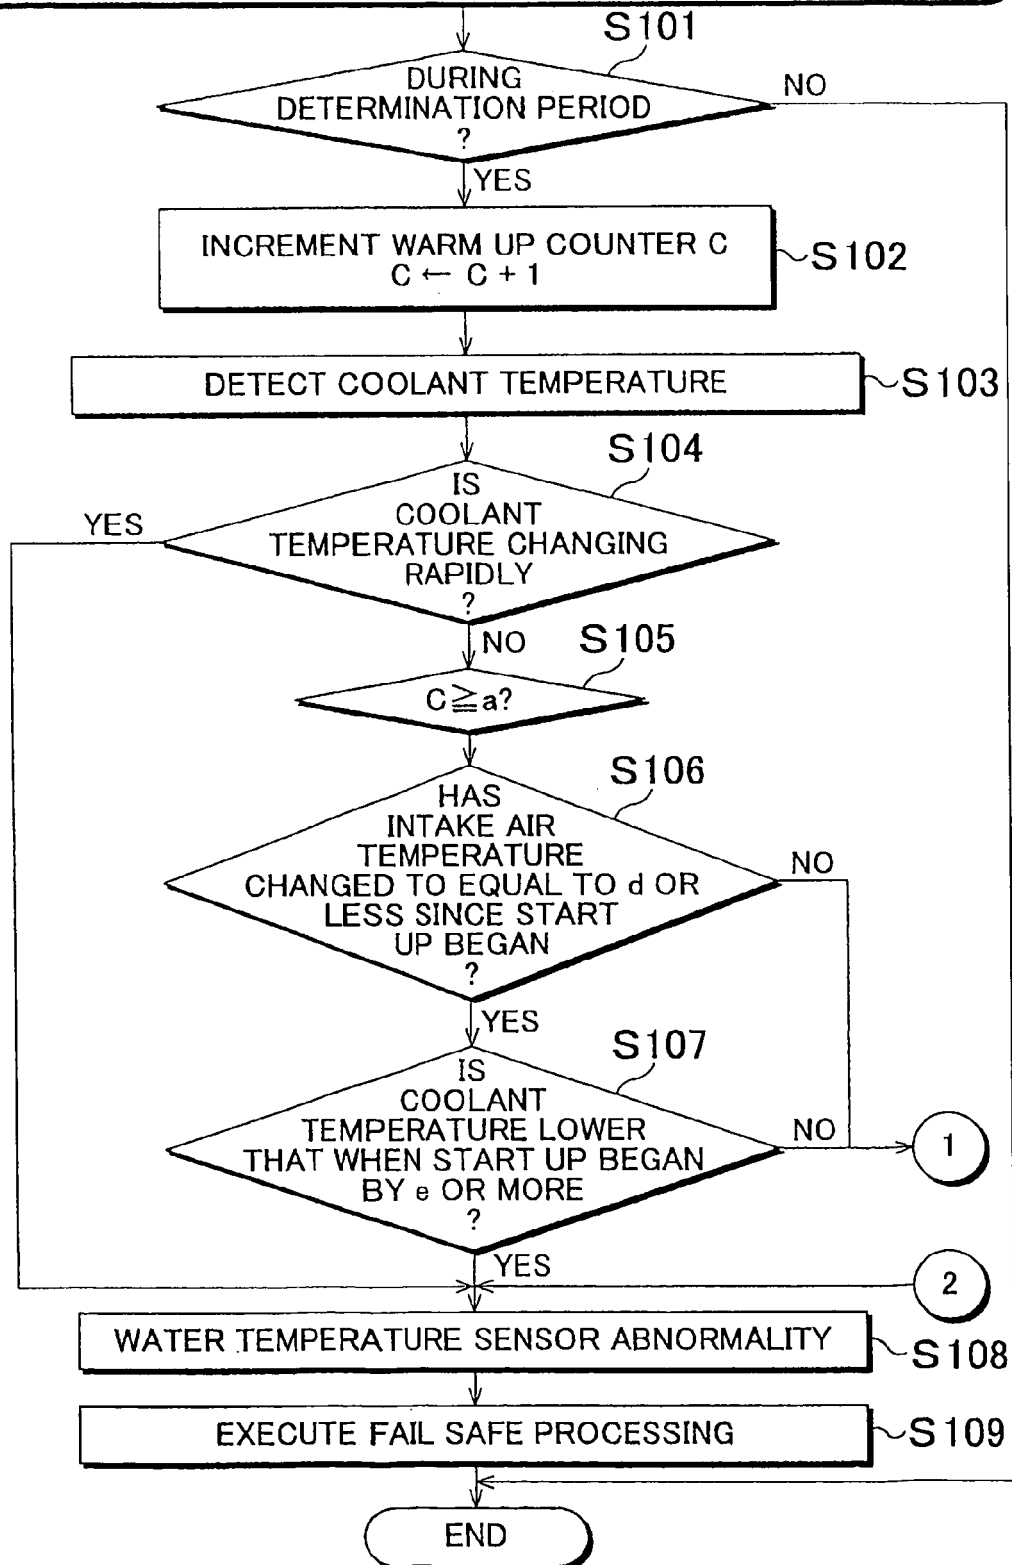 S101
DURING
DETERMINATION PERIOD
?
NO
YES
INCREMENT WARM UP COUNTER C
C ← C + 1
S102
DETECT COOLANT TEMPERATURE
S103
S104
IS
COOLANT
TEMPERATURE CHANGING
RAPIDLY
?
YES
NO
S105
C≧a?
S106
HAS
INTAKE AIR
TEMPERATURE
CHANGED TO EQUAL TO d OR
LESS SINCE START
UP BEGAN
?
NO
YES
S107
IS
COOLANT
TEMPERATURE LOWER
THAT WHEN START UP BEGAN
BY e OR MORE
?
NO
1
YES
2
WATER TEMPERATURE SENSOR ABNORMALITY
S108
EXECUTE FAIL SAFE PROCESSING
S109
END